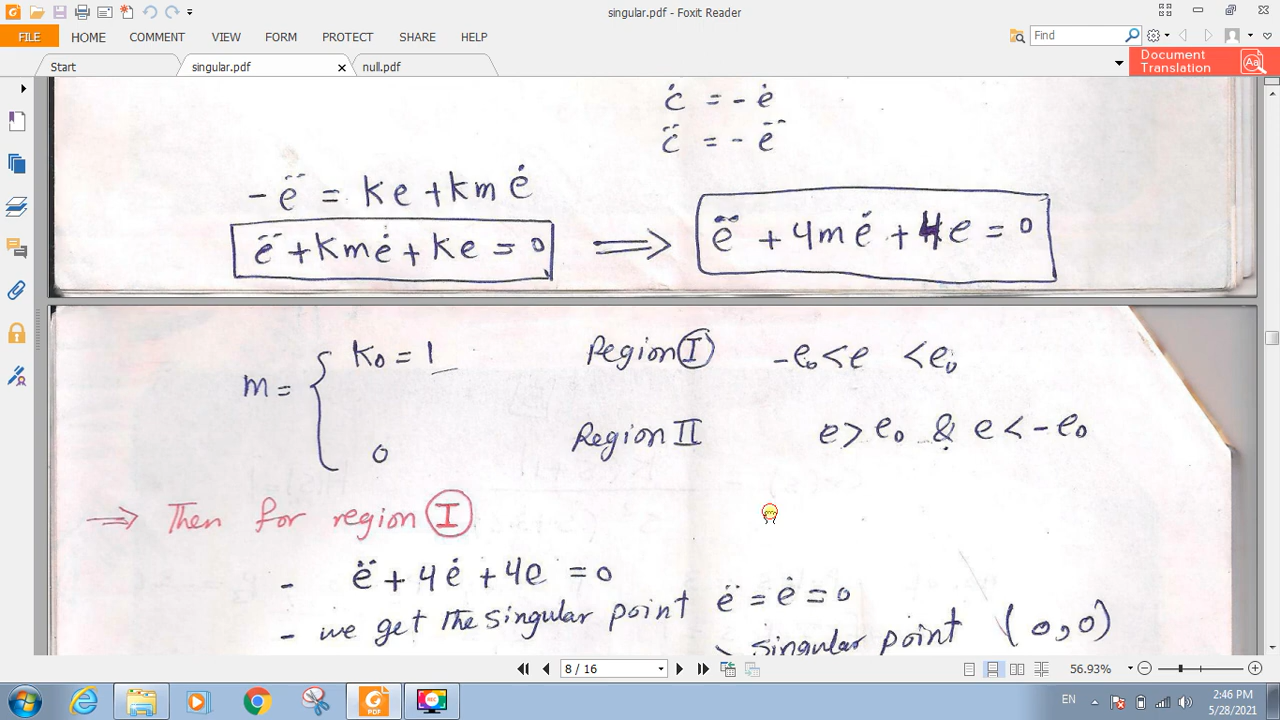 singular.pdf - Foxit Reader
FILE HOME COMMENT VIEW FORM PROTECT SHARE HELP
Find
Start singular.pdf null.pdf
Document Translation
ċ = - ė
c̈ = - ë
- ë = ke + km ė
ë + kmė + ke = 0 ⟹ ë + 4mė + 4e = 0
m = { k₀ = 1 Region I -e₀ < e < e₀
0 Region II e > e₀ & e < - e₀
⇒ Then for region I
- ë + 4ė + 4e = 0
- we get the singular point ë = ė = 0
singular point (0,0)
8 / 16
56.93%
EN
2:46 PM
5/28/2021